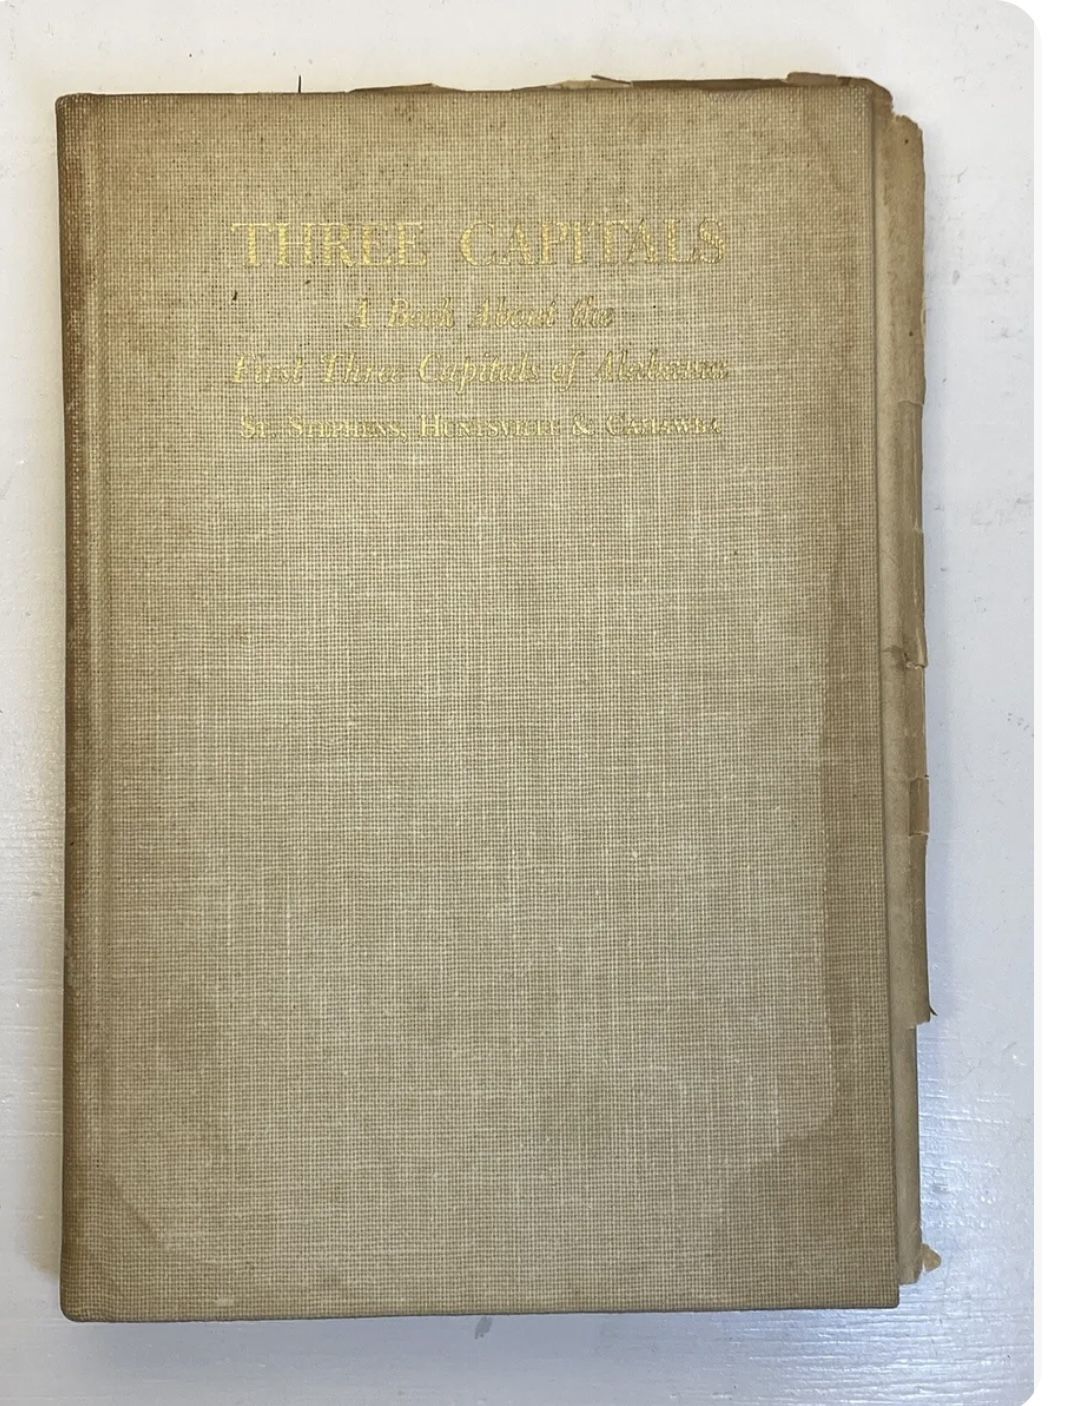 THREE CAPITALS
A Book About the
First Three Capitals of Alabama
ST. STEPHENS, HUNTSVILLE & CAHAWBA